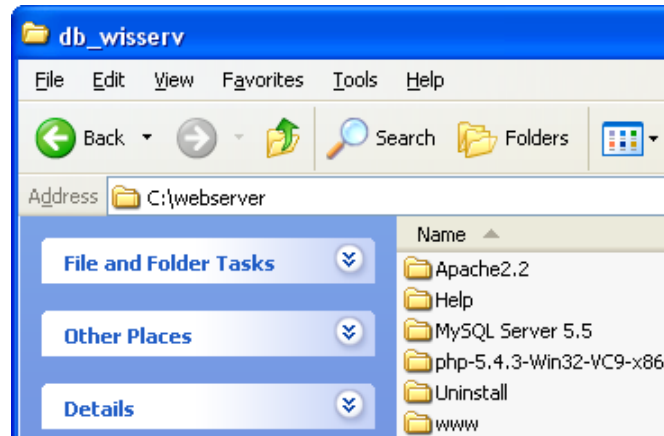 db_wisserv
File Edit View Favorites Tools Help
Back Search Folders
Address C:\webserver
Name
File and Folder Tasks
Apache2.2
Help
Other Places
MySQL Server 5.5
php-5.4.3-Win32-VC9-x86
Uninstall
Details
www